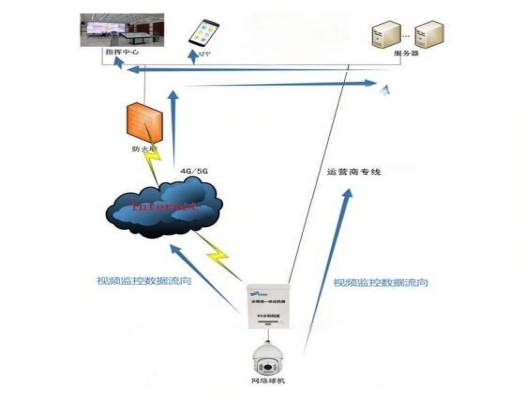 指挥中心
APP
...
服务器
防火墙
4G/5G
Internet
运营商专线
视频监控数据流向
视频监控数据流向
网络球机